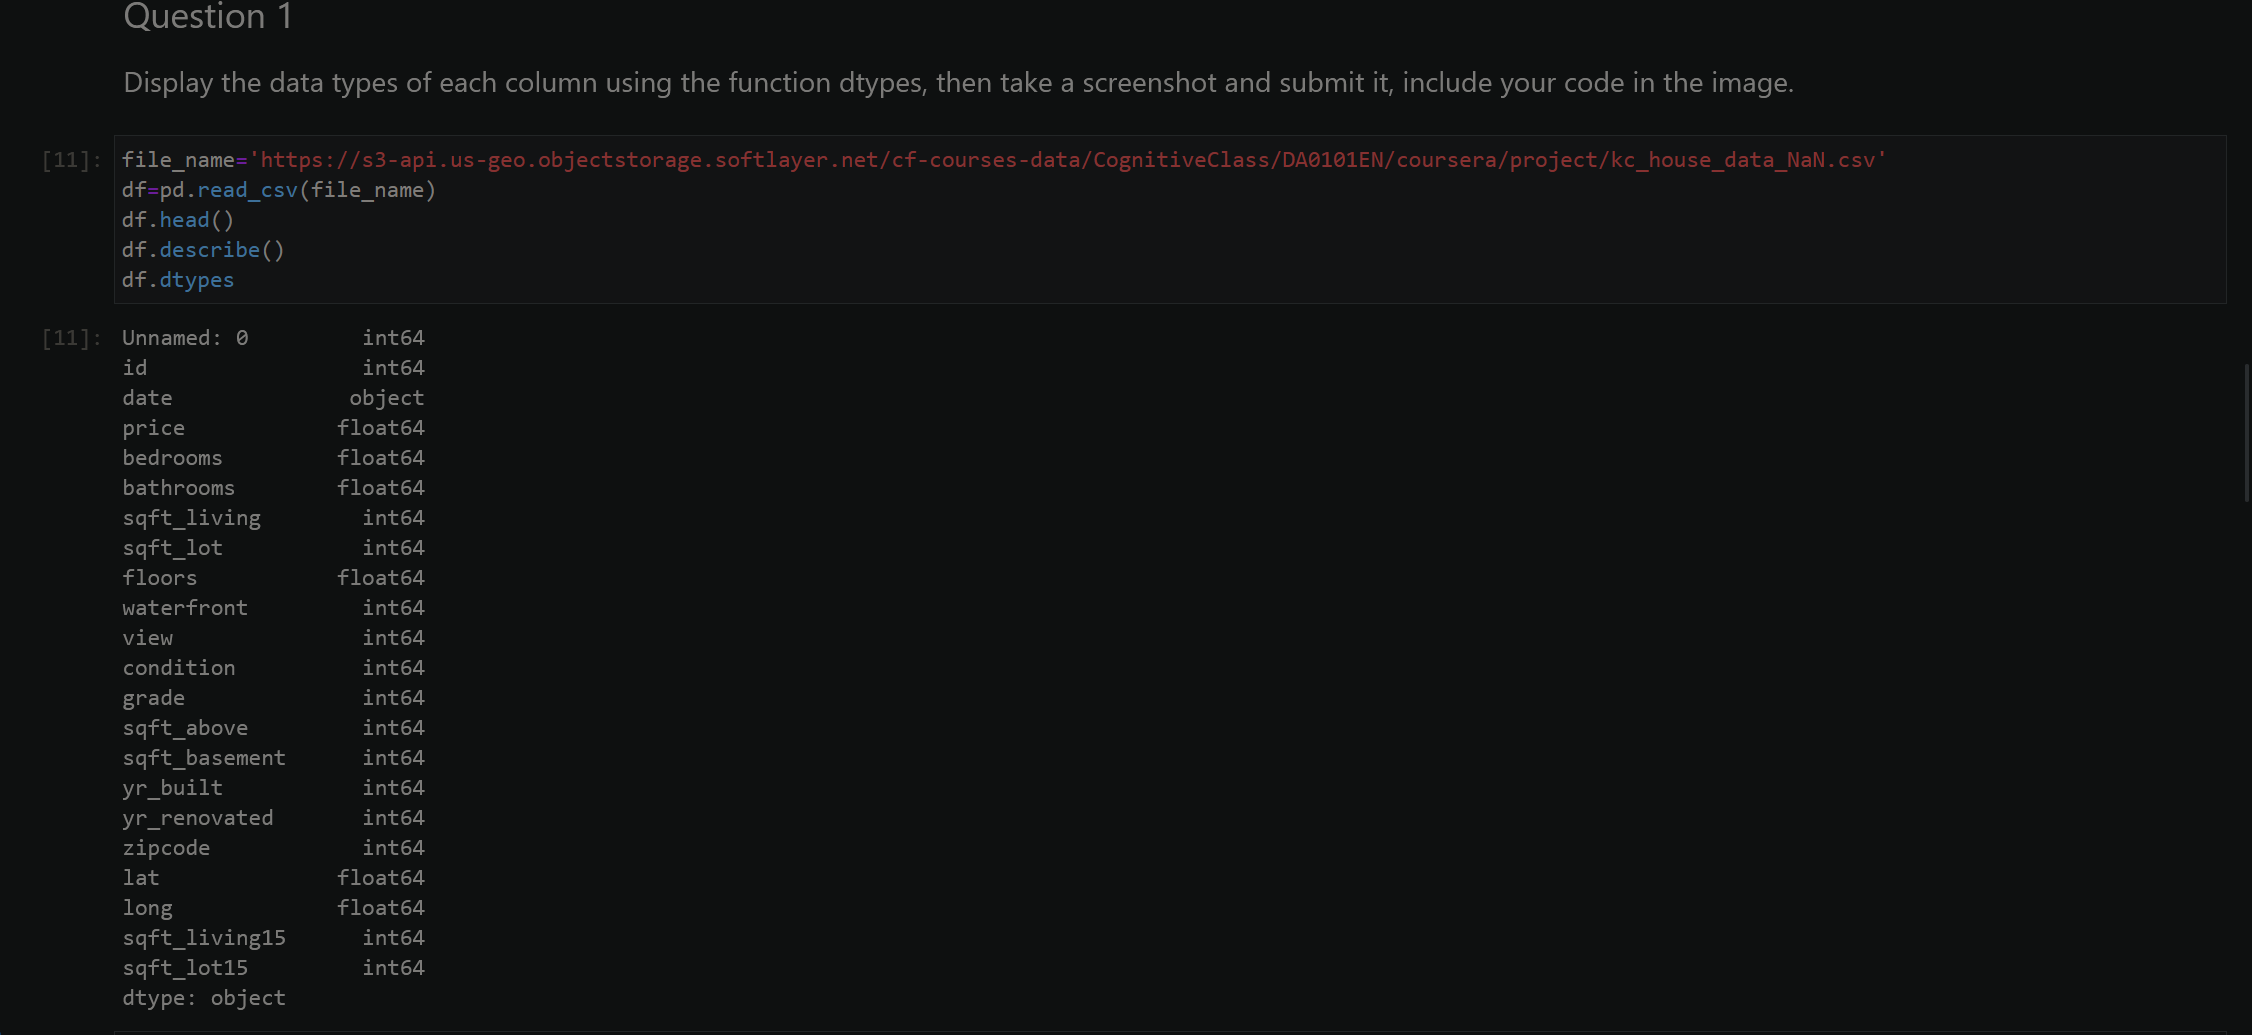 Question 1
Display the data types of each column using the function dtypes, then take a screenshot and submit it, include your code in the image.
[11]: file_name='https://s3-api.us-geo.objectstorage.softlayer.net/cf-courses-data/CognitiveClass/DA0101EN/coursera/project/kc_house_data_NaN.csv'
df=pd.read_csv(file_name)
df.head()
df.describe()
df.dtypes
[11]: Unnamed: 0 int64
id int64
date object
price float64
bedrooms float64
bathrooms float64
sqft_living int64
sqft_lot int64
floors float64
waterfront int64
view int64
condition int64
grade int64
sqft_above int64
sqft_basement int64
yr_built int64
yr_renovated int64
zipcode int64
lat float64
long float64
sqft_living15 int64
sqft_lot15 int64
dtype: object